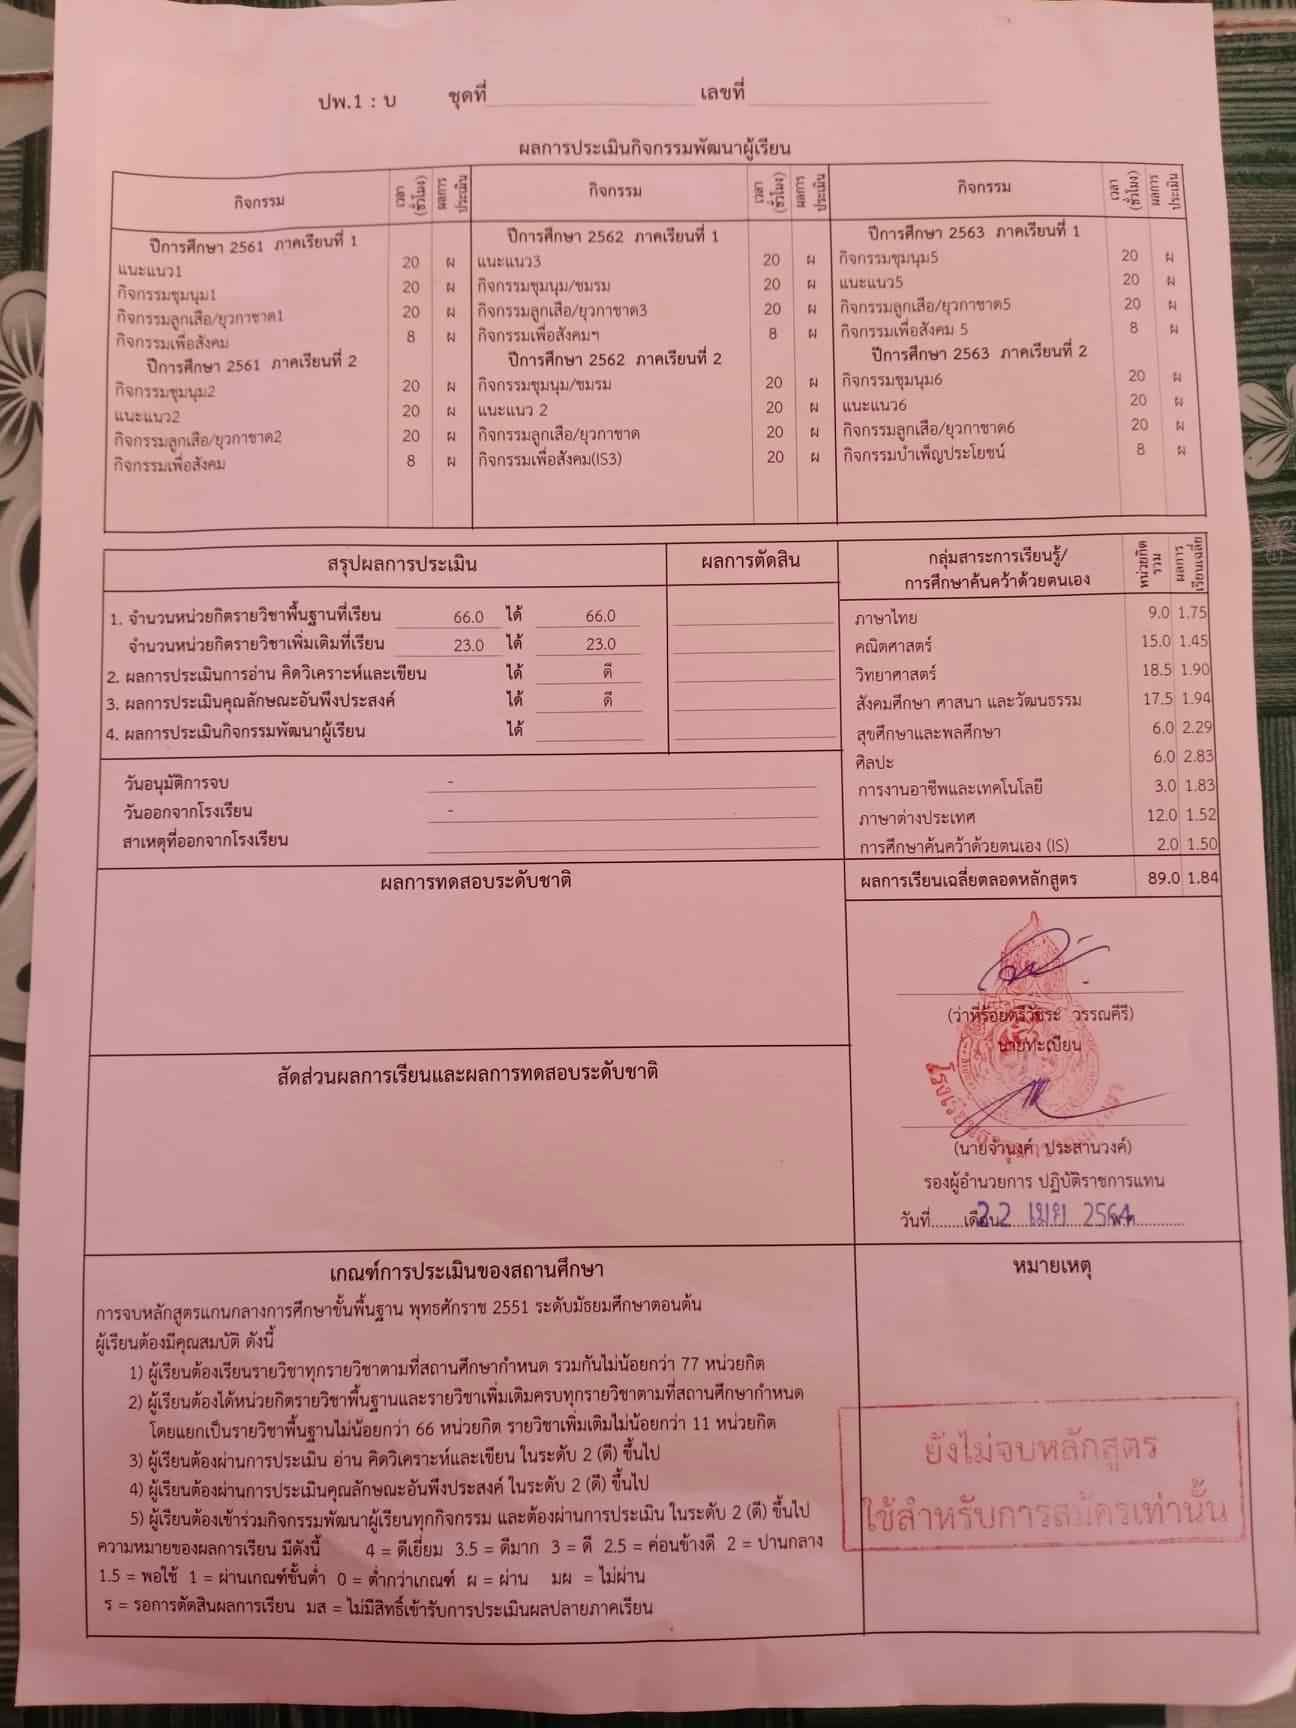 ปพ.1 : บ ชุดที่ เลขที่
ผลการประเมินกิจกรรมพัฒนาผู้เรียน
กิจกรรม เวลา (ชั่วโมง) ผลการประเมิน กิจกรรม เวลา (ชั่วโมง) ผลการประเมิน กิจกรรม เวลา (ชั่วโมง) ผลการประเมิน
ปีการศึกษา 2561 ภาคเรียนที่ 1
แนะแนว1 20 ผ
กิจกรรมชุมนุม1 20 ผ
กิจกรรมลูกเสือ/ยุวกาชาด1 20 ผ
กิจกรรมเพื่อสังคม 8 ผ
ปีการศึกษา 2561 ภาคเรียนที่ 2
กิจกรรมชุมนุม2 20 ผ
แนะแนว2 20 ผ
กิจกรรมลูกเสือ/ยุวกาชาด2 20 ผ
กิจกรรมเพื่อสังคม 8 ผ
ปีการศึกษา 2562 ภาคเรียนที่ 1
แนะแนว3 20 ผ
กิจกรรมชุมนุม/ชมรม 20 ผ
กิจกรรมลูกเสือ/ยุวกาชาด3 20 ผ
กิจกรรมเพื่อสังคมฯ 8 ผ
ปีการศึกษา 2562 ภาคเรียนที่ 2
กิจกรรมชุมนุม/ชมรม 20 ผ
แนะแนว 2 20 ผ
กิจกรรมลูกเสือ/ยุวกาชาด 20 ผ
กิจกรรมเพื่อสังคม(IS3) 20 ผ
ปีการศึกษา 2563 ภาคเรียนที่ 1
กิจกรรมชุมนุม5 20 ผ
แนะแนว5 20 ผ
กิจกรรมลูกเสือ/ยุวกาชาด5 20 ผ
กิจกรรมเพื่อสังคม 5 8 ผ
ปีการศึกษา 2563 ภาคเรียนที่ 2
กิจกรรมชุมนุม6 20 ผ
แนะแนว6 20 ผ
กิจกรรมลูกเสือ/ยุวกาชาด6 20 ผ
กิจกรรมบำเพ็ญประโยชน์ 8 ผ
สรุปผลการประเมิน ผลการตัดสิน
1. จำนวนหน่วยกิตรายวิชาพื้นฐานที่เรียน 66.0 ได้ 66.0
จำนวนหน่วยกิตรายวิชาเพิ่มเติมที่เรียน 23.0 ได้ 23.0
2. ผลการประเมินการอ่าน คิดวิเคราะห์และเขียน ได้ ดี
3. ผลการประเมินคุณลักษณะอันพึงประสงค์ ได้ ดี
4. ผลการประเมินกิจกรรมพัฒนาผู้เรียน ได้
วันอนุมัติการจบ -
วันออกจากโรงเรียน -
สาเหตุที่ออกจากโรงเรียน
กลุ่มสาระการเรียนรู้/ หน่วยกิตรวม ผลการเรียนเฉลี่ย
การศึกษาค้นคว้าด้วยตนเอง
ภาษาไทย 9.0 1.75
คณิตศาสตร์ 15.0 1.45
วิทยาศาสตร์ 18.5 1.90
สังคมศึกษา ศาสนา และวัฒนธรรม 17.5 1.94
สุขศึกษาและพลศึกษา 6.0 2.29
ศิลปะ 6.0 2.83
การงานอาชีพและเทคโนโลยี 3.0 1.83
ภาษาต่างประเทศ 12.0 1.52
การศึกษาค้นคว้าด้วยตนเอง (IS) 2.0 1.50
ผลการเรียนเฉลี่ยตลอดหลักสูตร 89.0 1.84
ผลการทดสอบระดับชาติ
สัดส่วนผลการเรียนและผลการทดสอบระดับชาติ
(ว่าที่ร้อยตรีวัชระ วรรณคีรี)
นายทะเบียน
(นายจำนงค์ ประสานวงค์)
รองผู้อำนวยการ ปฏิบัติราชการแทน
วันที่........เดือน 22 เมย 2564
เกณฑ์การประเมินของสถานศึกษา
การจบหลักสูตรแกนกลางการศึกษาขั้นพื้นฐาน พุทธศักราช 2551 ระดับมัธยมศึกษาตอนต้น
ผู้เรียนต้องมีคุณสมบัติ ดังนี้
1) ผู้เรียนต้องเรียนรายวิชาทุกรายวิชาตามที่สถานศึกษากำหนด รวมกันไม่น้อยกว่า 77 หน่วยกิต
2) ผู้เรียนต้องได้หน่วยกิตรายวิชาพื้นฐานและรายวิชาเพิ่มเติมครบทุกรายวิชาตามที่สถานศึกษากำหนด
โดยแยกเป็นรายวิชาพื้นฐานไม่น้อยกว่า 66 หน่วยกิต รายวิชาเพิ่มเติมไม่น้อยกว่า 11 หน่วยกิต
3) ผู้เรียนต้องผ่านการประเมิน อ่าน คิดวิเคราะห์และเขียน ในระดับ 2 (ดี) ขึ้นไป
4) ผู้เรียนต้องผ่านการประเมินคุณลักษณะอันพึงประสงค์ ในระดับ 2 (ดี) ขึ้นไป
5) ผู้เรียนต้องเข้าร่วมกิจกรรมพัฒนาผู้เรียนทุกกิจกรรม และต้องผ่านการประเมิน ในระดับ 2 (ดี) ขึ้นไป
ความหมายของผลการเรียน มีดังนี้ 4 = ดีเยี่ยม 3.5 = ดีมาก 3 = ดี 2.5 = ค่อนข้างดี 2 = ปานกลาง
1.5 = พอใช้ 1 = ผ่านเกณฑ์ขั้นต่ำ 0 = ต่ำกว่าเกณฑ์ ผ = ผ่าน มผ = ไม่ผ่าน
ร = รอการตัดสินผลการเรียน มส = ไม่มีสิทธิ์เข้ารับการประเมินผลปลายภาคเรียน
หมายเหตุ
ยังไม่จบหลักสูตร
ใช้สำหรับการสมัครเท่านั้น